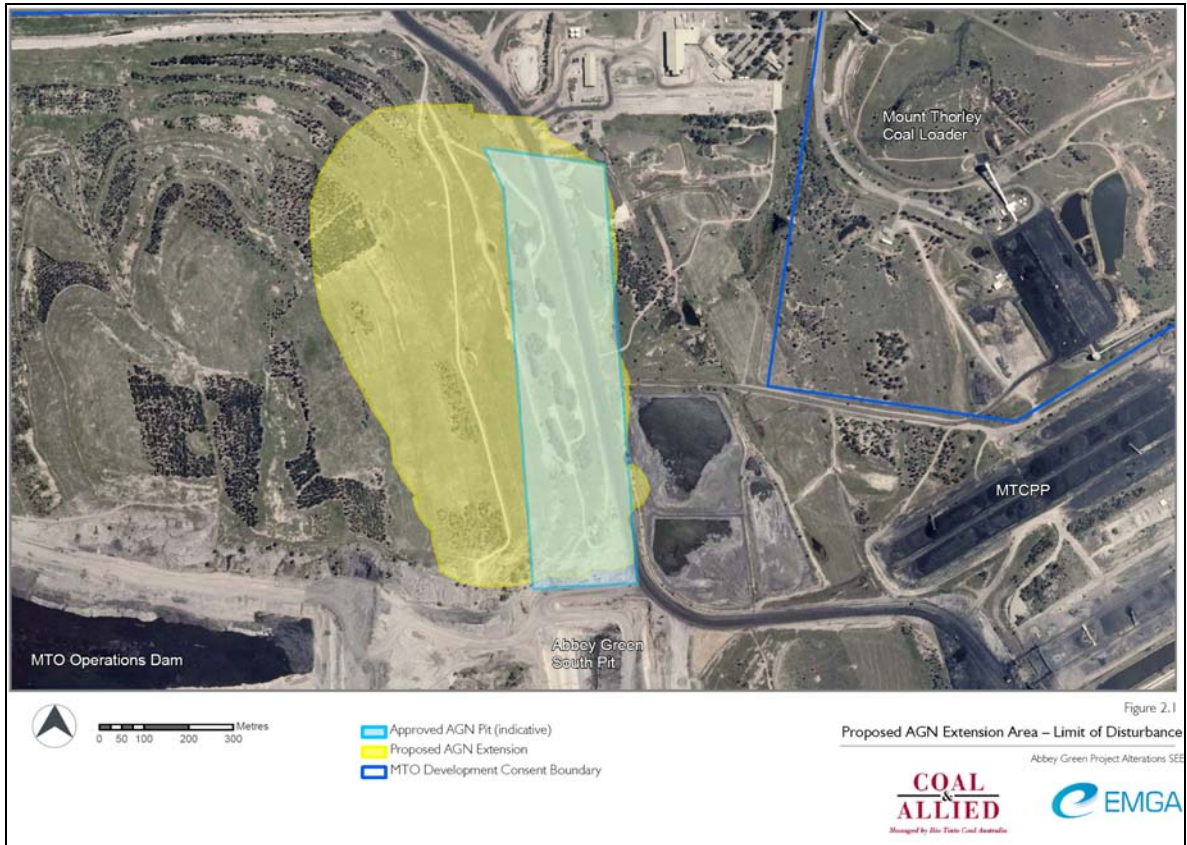 Mount Thorley
Coal Loader
MTCPP
Abbey Green
South Pit
MTO Operations Dam
Figure 2.1
Metres
0 50 100 200 300
Approved AGN Pit (indicative)
Proposed AGN Extension
MTO Development Consent Boundary
Proposed AGN Extension Area – Limit of Disturbance
Abbey Green Project Alterations SEE
COAL
&
ALLIED
Managed by Rio Tinto Coal Australia
EMGA